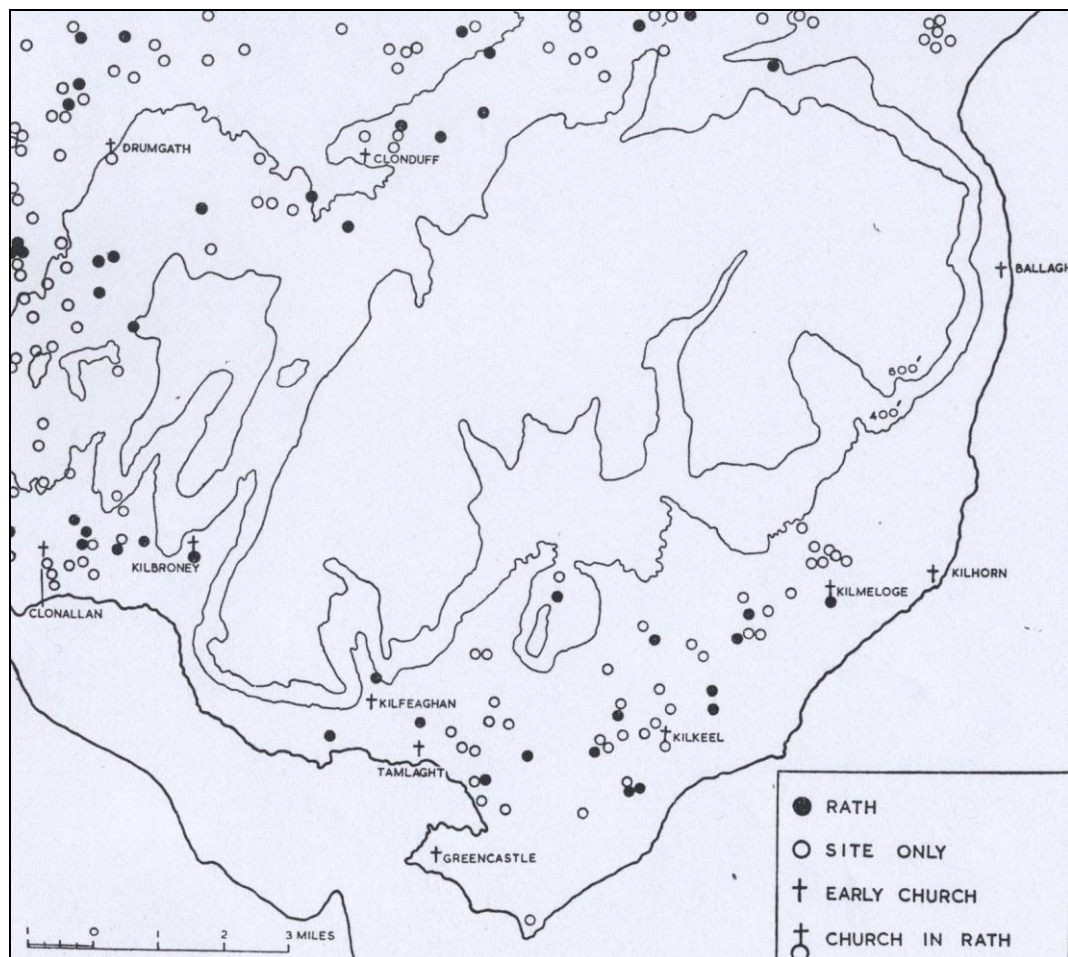 DRUMGATH
CLONDUFF
BALLAGH
800'
400'
KILBRONEY
KILHORN
KILMELOGE
CLONALLAN
KILFEAGHAN
KILKEEL
TAMLAGHT
GREENCASTLE
RATH
SITE ONLY
EARLY CHURCH
CHURCH IN RATH
0 1 2 3 MILES